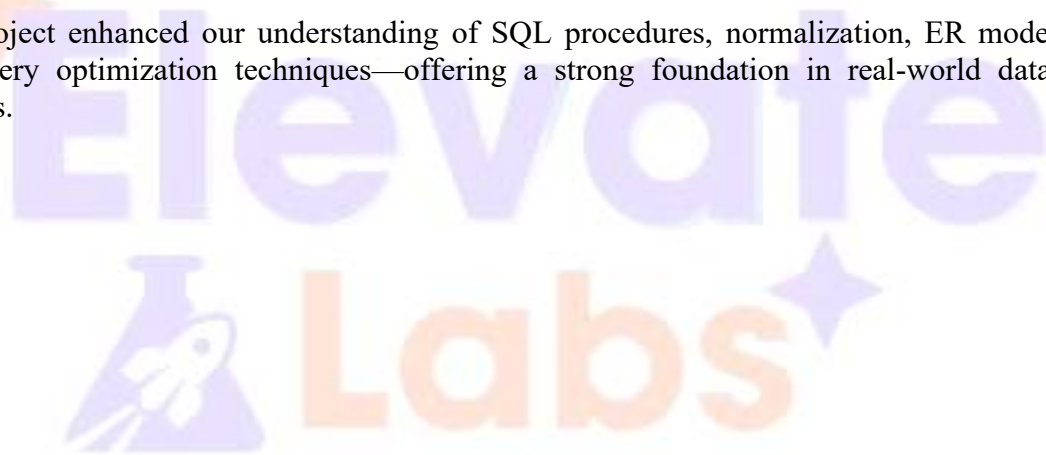 oject enhanced our understanding of SQL procedures, normalization, ER mode
ery optimization techniques—offering a strong foundation in real-world data
s.
Elevate
Labs